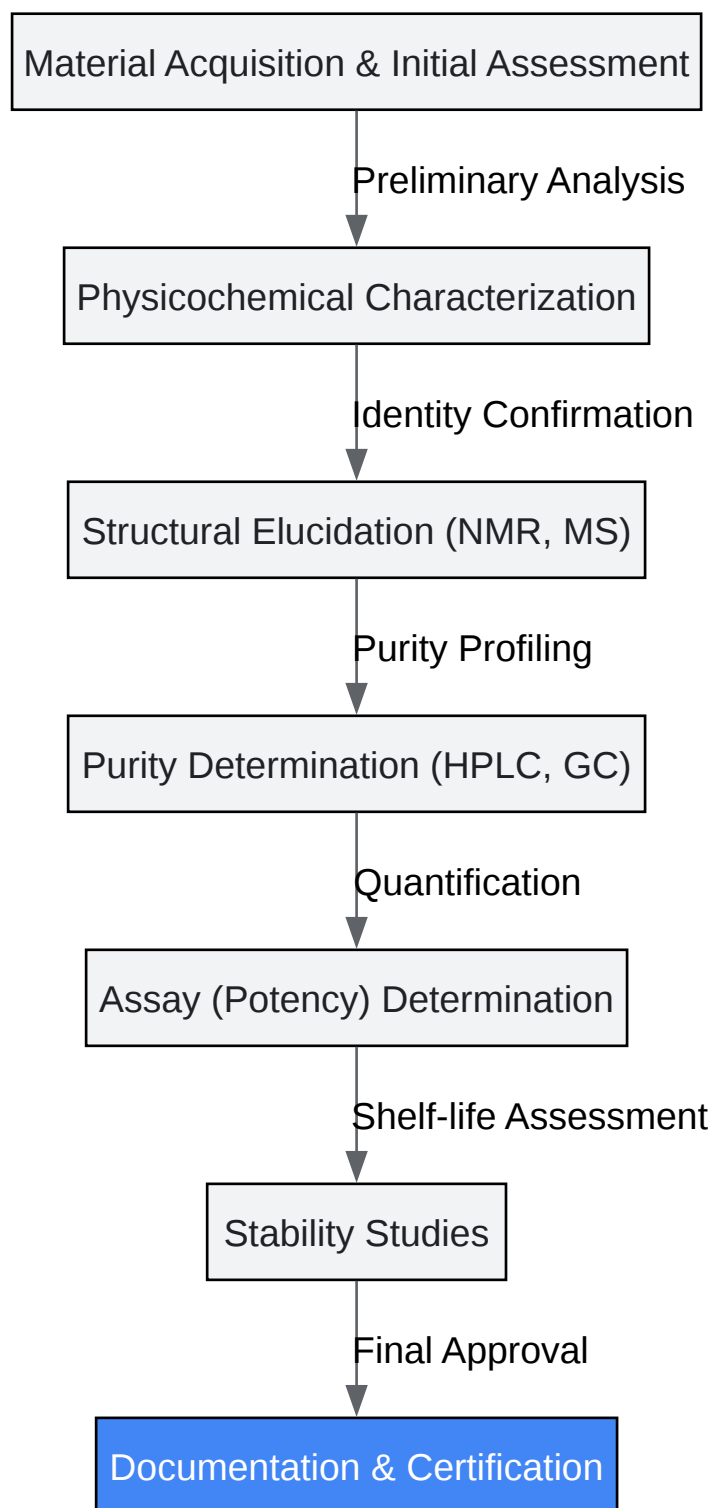 Material Acquisition & Initial Assessment
Preliminary Analysis
Physicochemical Characterization
Identity Confirmation
Structural Elucidation (NMR, MS)
Purity Profiling
Purity Determination (HPLC, GC)
Quantification
Assay (Potency) Determination
Shelf-life Assessment
Stability Studies
Final Approval
Documentation & Certification